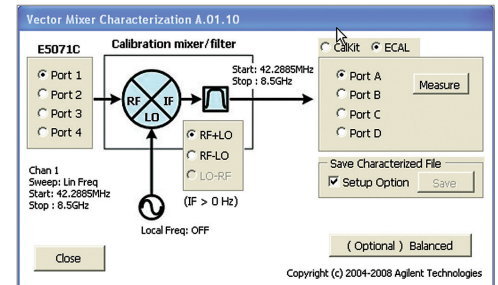 Vector Mixer Characterization A.01.10
E5071C
Calibration mixer/filter
CalKit
ECAL
Port 1
Port 2
Port 3
Port 4
RF
IF
LO
Start: 42.2885MHz
Stop : 8.5GHz
Port A
Port B
Port C
Port D
Measure
RF+LO
RF-LO
LO-RF
(IF > 0 Hz)
Chan 1
Sweep: Lin Freq
Start: 42.2885MHz
Stop : 8.5GHz
Local Freq: OFF
Save Characterized File
Setup Option
Save
Close
( Optional ) Balanced
Copyright (c) 2004-2008 Agilent Technologies